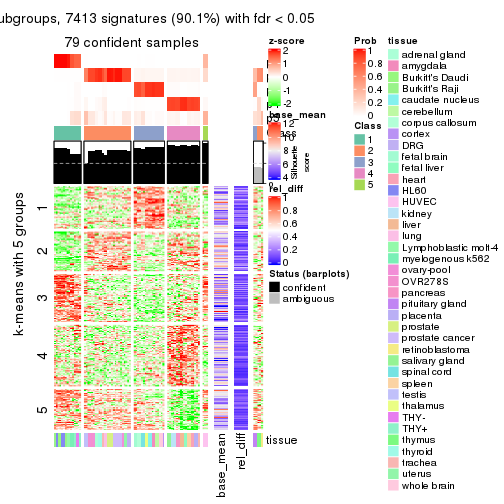 ubgroups, 7413 signatures (90.1%) with fdr < 0.05
79 confident samples
z-score
2
1
0
-1
-2
base_mean
12
10
8
6
4
rel_diff
1
0.8
0.6
0.4
0.2
0
Status (barplots)
confident
ambiguous
Silhouette
score
Prob
1
0.8
0.6
0.4
0.2
0
Class
1
2
3
4
5
tissue
adrenal gland
amygdala
Burkitt's Daudi
Burkitt's Raji
caudate nucleus
cerebellum
corpus callosum
cortex
DRG
fetal brain
fetal liver
heart
HL60
HUVEC
kidney
liver
lung
Lymphoblastic molt-4
myelogenous k562
ovary-pool
OVR278S
pancreas
pituitary gland
placenta
prostate
prostate cancer
retinoblastoma
salivary gland
spinal cord
spleen
testis
thalamus
THY-
THY+
thymus
thyroid
trachea
uterus
whole brain
k-means with 5 groups
1
2
3
4
5
tissue
base_mean
rel_diff